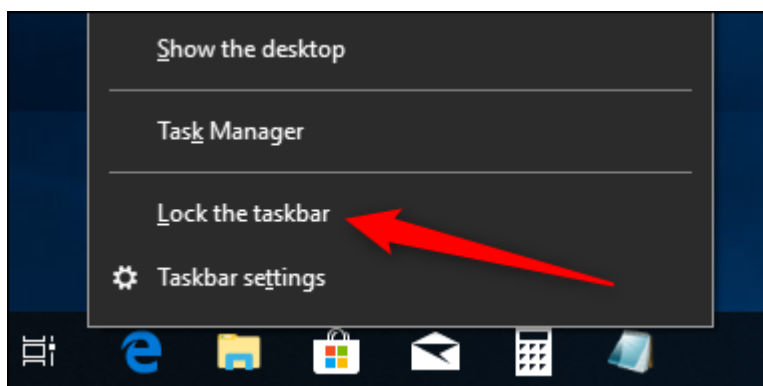 Show the desktop
Task Manager
Lock the taskbar
Taskbar settings